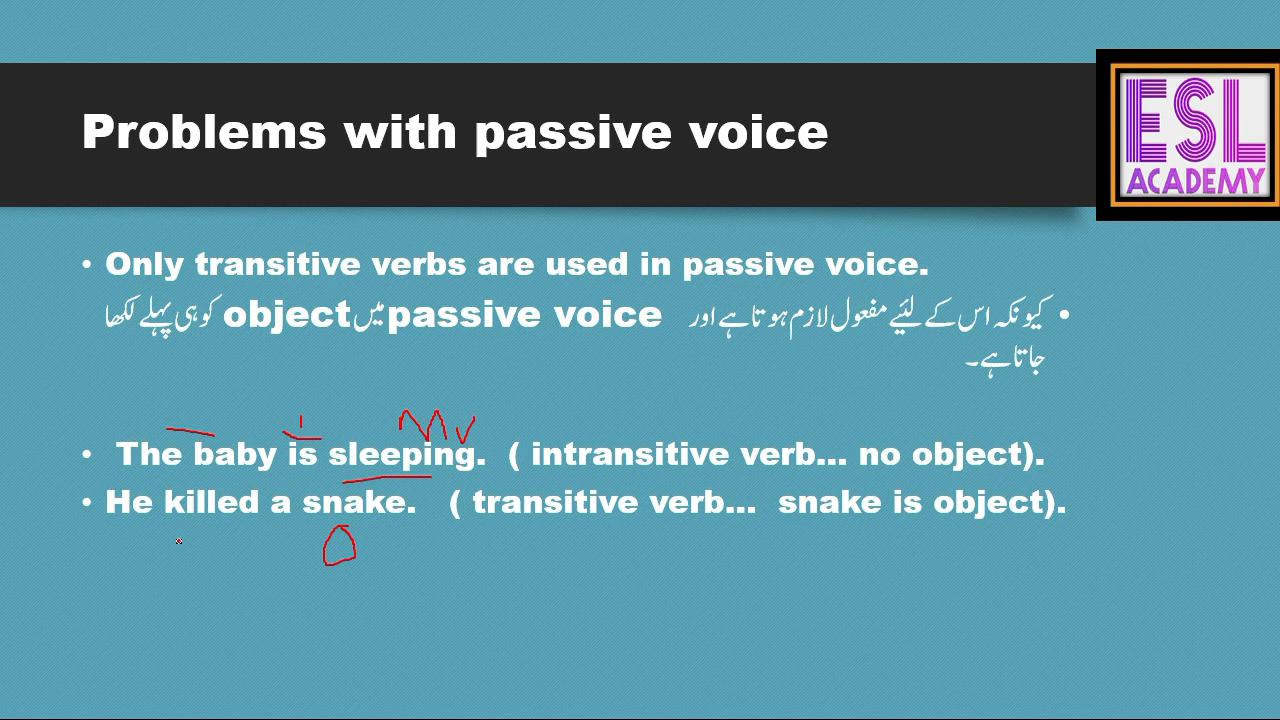 Problems with passive voice
ESL
ACADEMY
• Only transitive verbs are used in passive voice.
• کیونکہ اس کے لئیے مفعول لازم ہوتا ہے اور passive voice میں object کو ہی پہلے لکھا
جاتا ہے۔
MV
• The baby is sleeping. ( intransitive verb... no object).
• He killed a snake. ( transitive verb... snake is object).
O